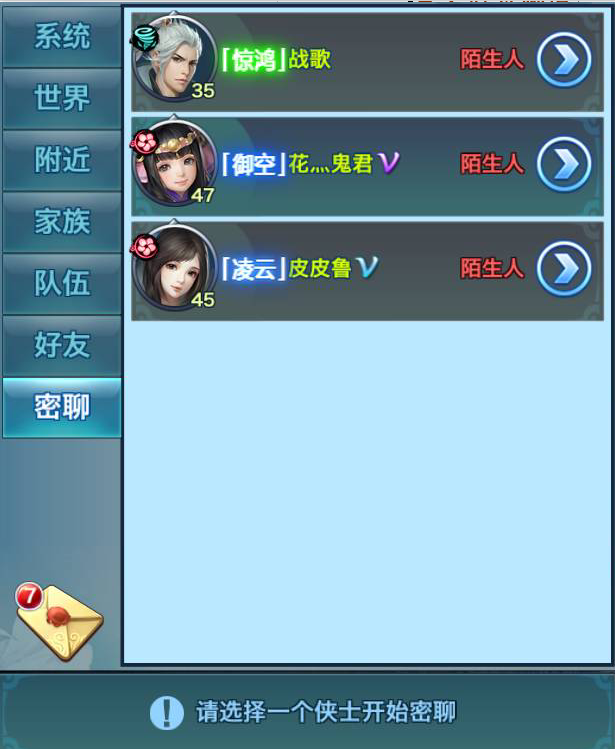 系统
世界
附近
家族
队伍
好友
密聊
「惊鸿」战歌 陌生人
35
「御空」花灬鬼君 V 陌生人
47
「凌云」皮皮鲁 V 陌生人
45
7
! 请选择一个侠士开始密聊